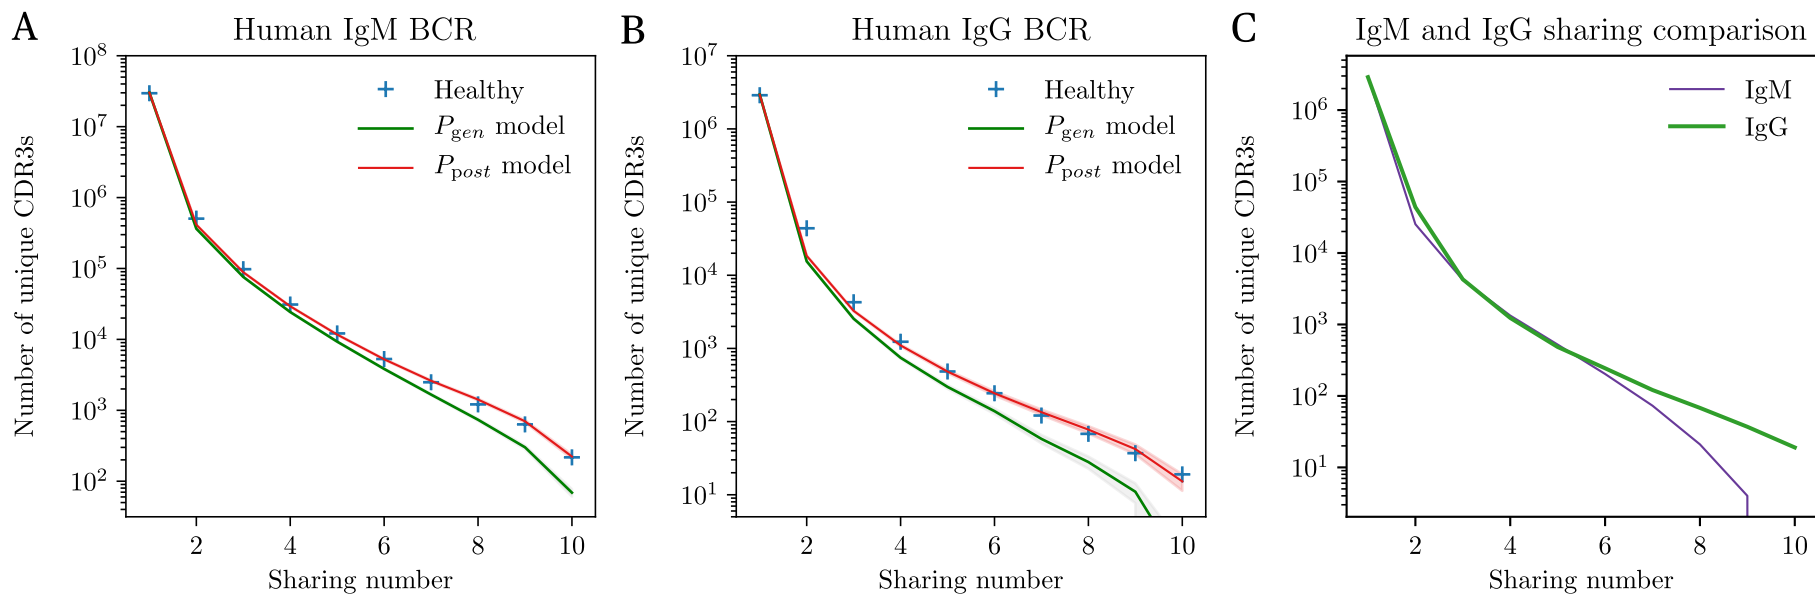 A
Human IgM BCR
Number of unique CDR3s
10^8
10^7
10^6
10^5
10^4
10^3
10^2
Healthy
P_gen model
P_post model
2 4 6 8 10
Sharing number
B
Human IgG BCR
Number of unique CDR3s
10^7
10^6
10^5
10^4
10^3
10^2
10^1
Healthy
P_gen model
P_post model
2 4 6 8 10
Sharing number
C
IgM and IgG sharing comparison
Number of unique CDR3s
10^6
10^5
10^4
10^3
10^2
10^1
IgM
IgG
2 4 6 8 10
Sharing number